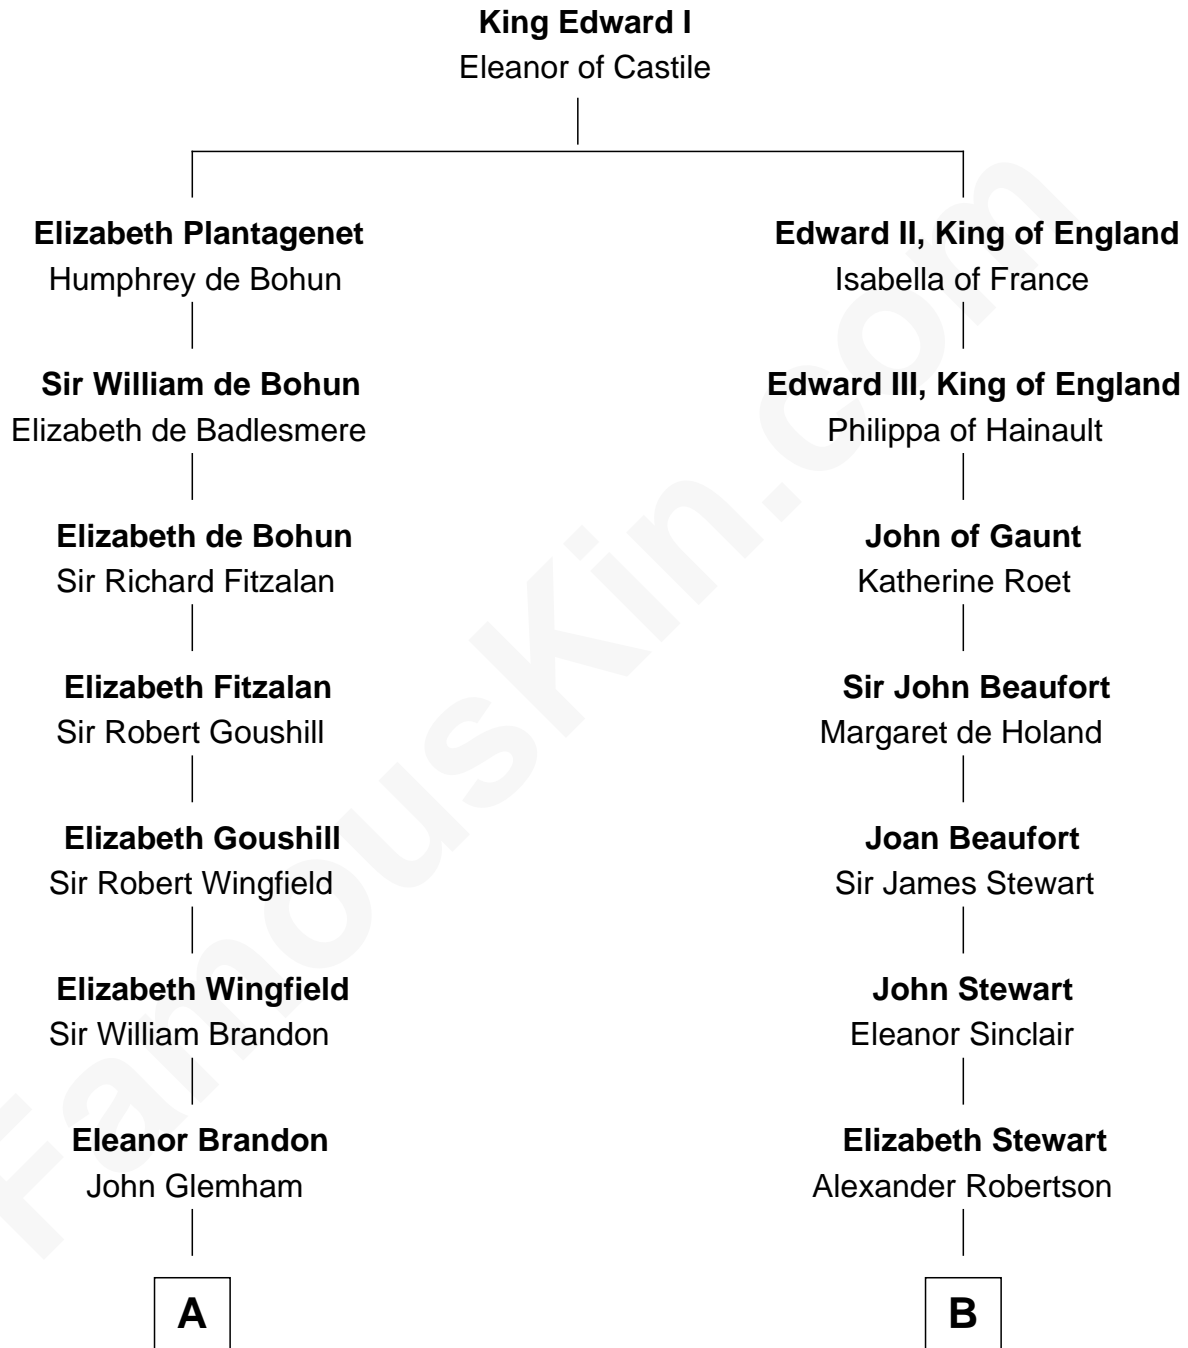 King Edward I
Eleanor of Castile
Elizabeth Plantagenet
Humphrey de Bohun
Sir William de Bohun
Elizabeth de Badlesmere
Elizabeth de Bohun
Sir Richard Fitzalan
Elizabeth Fitzalan
Sir Robert Goushill
Elizabeth Goushill
Sir Robert Wingfield
Elizabeth Wingfield
Sir William Brandon
Eleanor Brandon
John Glemham
A
Edward II, King of England
Isabella of France
Edward III, King of England
Philippa of Hainault
John of Gaunt
Katherine Roet
Sir John Beaufort
Margaret de Holand
Joan Beaufort
Sir James Stewart
John Stewart
Eleanor Sinclair
Elizabeth Stewart
Alexander Robertson
B
FamousKin.com